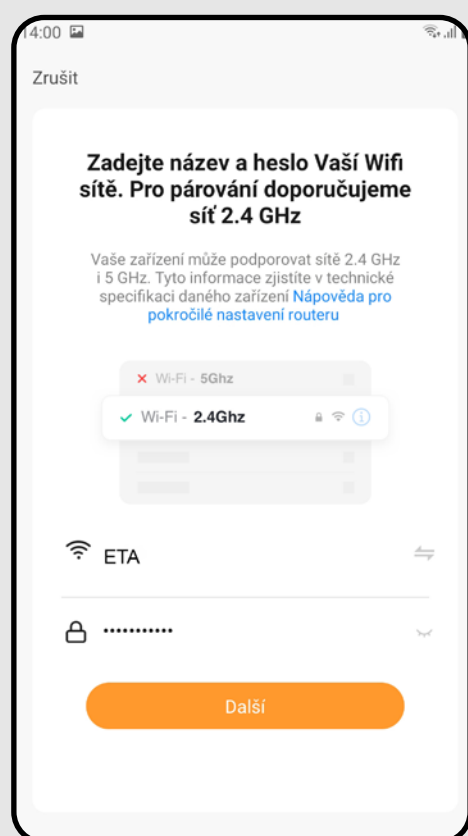 14:00
Zrušit
Zadejte název a heslo Vaší Wifi
sítě. Pro párování doporučujeme
síť 2.4 GHz
Vaše zařízení může podporovat sítě 2.4 GHz
i 5 GHz. Tyto informace zjistíte v technické
specifikaci daného zařízení Nápověda pro
pokročilé nastavení routeru
Wi-Fi - 5Ghz
Wi-Fi - 2.4Ghz
ETA
•••••••••••
Další